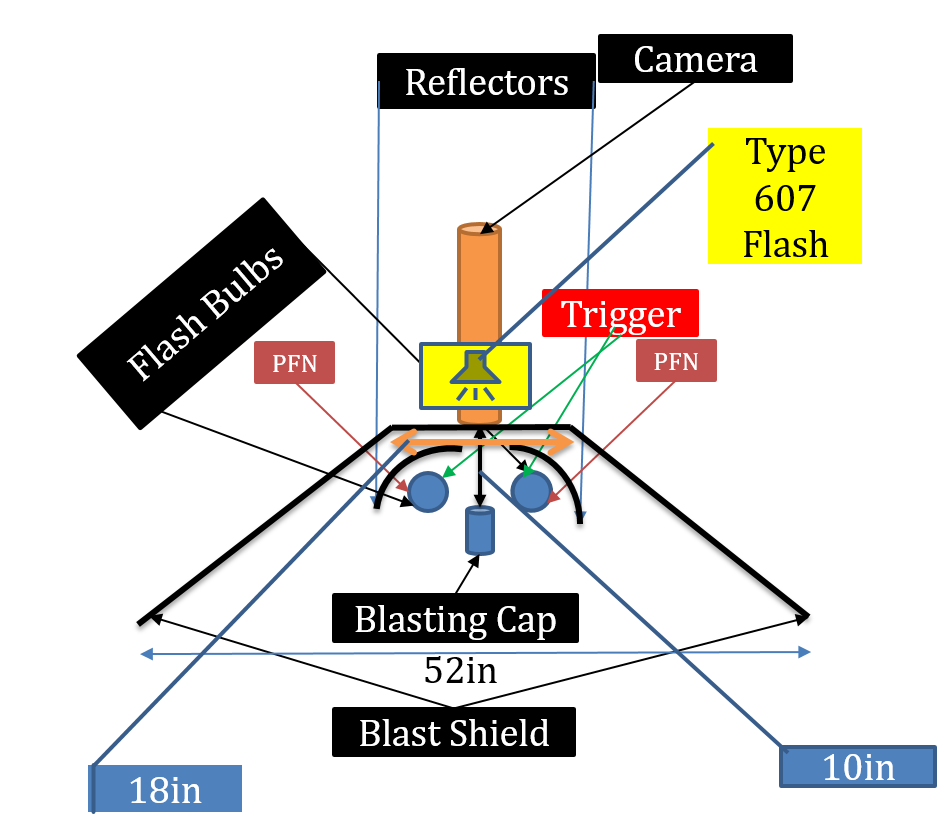 Camera
Reflectors
Type
607
Flash
Flash Bulbs
Trigger
PFN
PFN
Blasting Cap
52in
Blast Shield
18in
10in